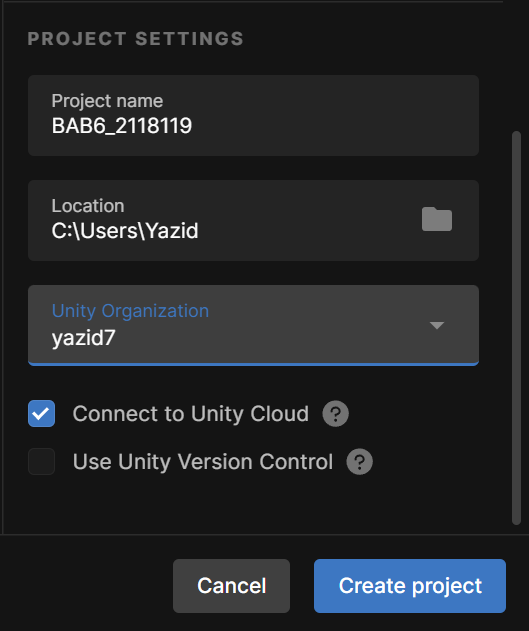 PROJECT SETTINGS
Project name
BAB6_2118119
Location
C:\Users\Yazid
Unity Organization
yazid7
Connect to Unity Cloud ?
Use Unity Version Control ?
Cancel Create project